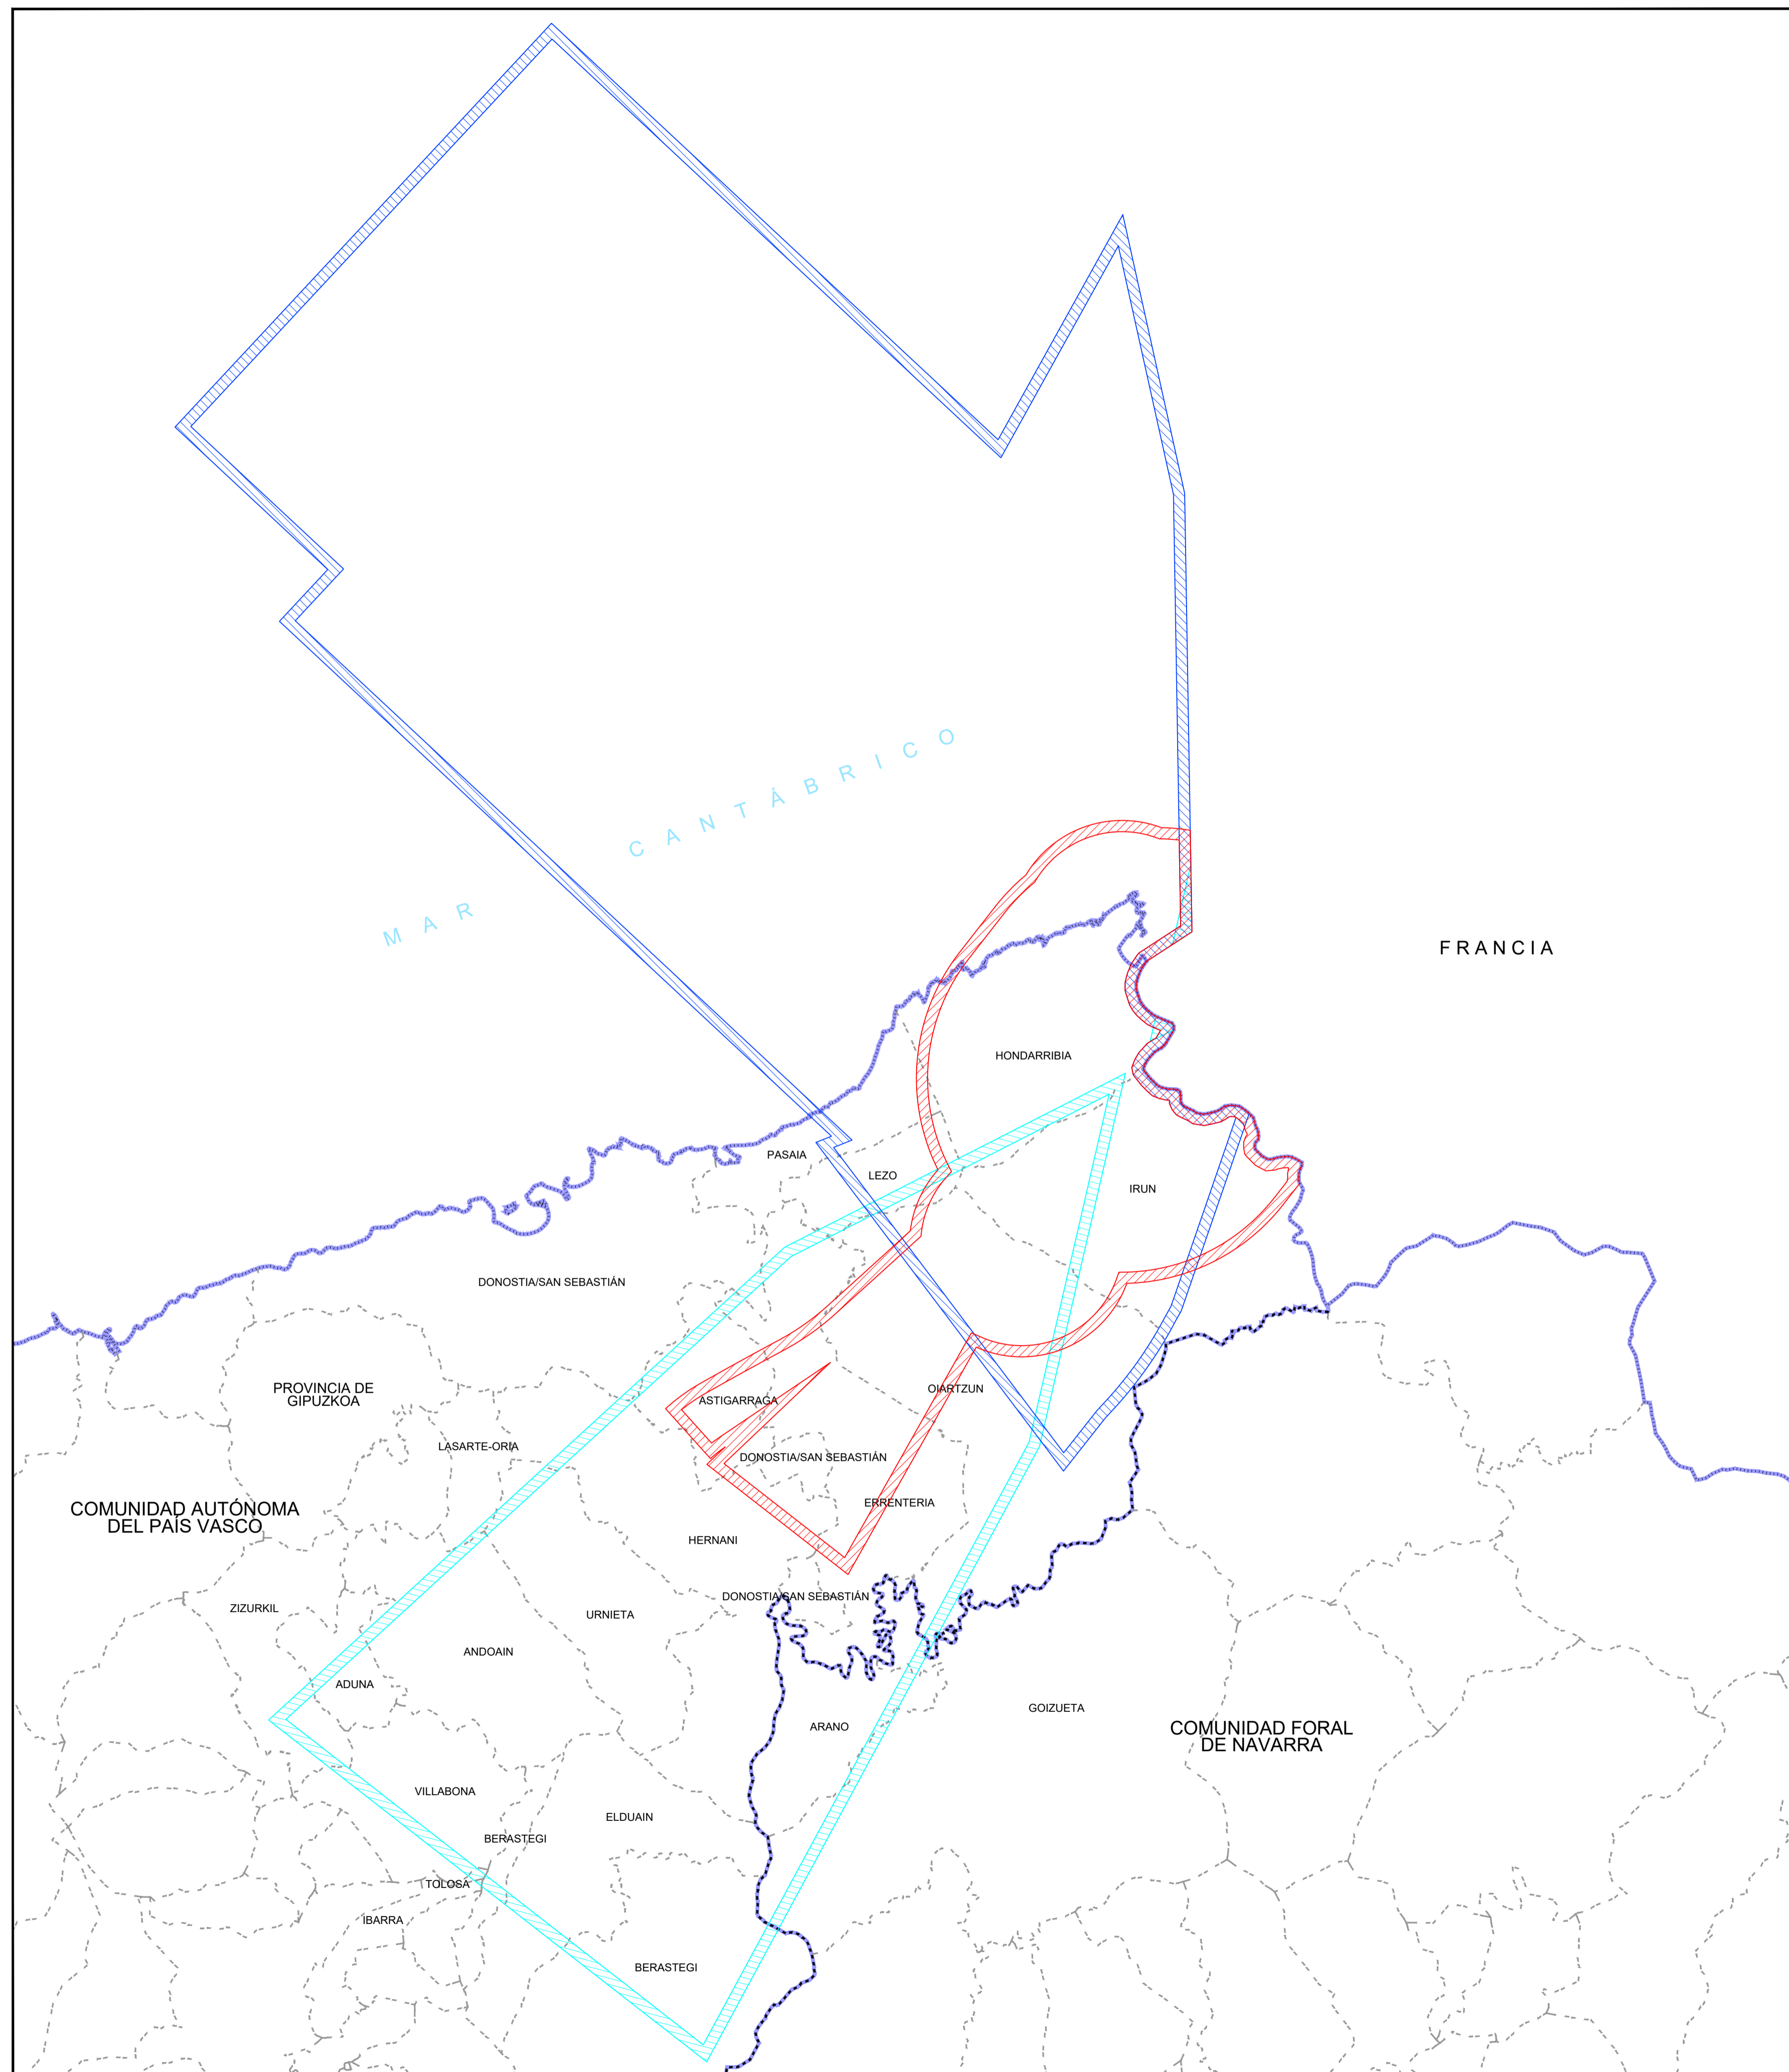 MAR CANTÁBRICO
FRANCIA
HONDARRIBIA
PASAIA
LEZO
IRUN
DONOSTIA/SAN SEBASTIÁN
PROVINCIA DE
GIPUZKOA
OIARTZUN
ASTIGARRAGA
LASARTE-ORIA
DONOSTIA/SAN SEBASTIÁN
ERRENTERIA
COMUNIDAD AUTÓNOMA
DEL PAÍS VASCO
HERNANI
DONOSTIA/SAN SEBASTIÁN
ZIZURKIL
URNIETA
ANDOAIN
ADUNA
GOIZUETA
ARANO
COMUNIDAD FORAL
DE NAVARRA
VILLABONA
ELDUAIN
BERASTEGI
TOLOSA
IBARRA
BERASTEGI